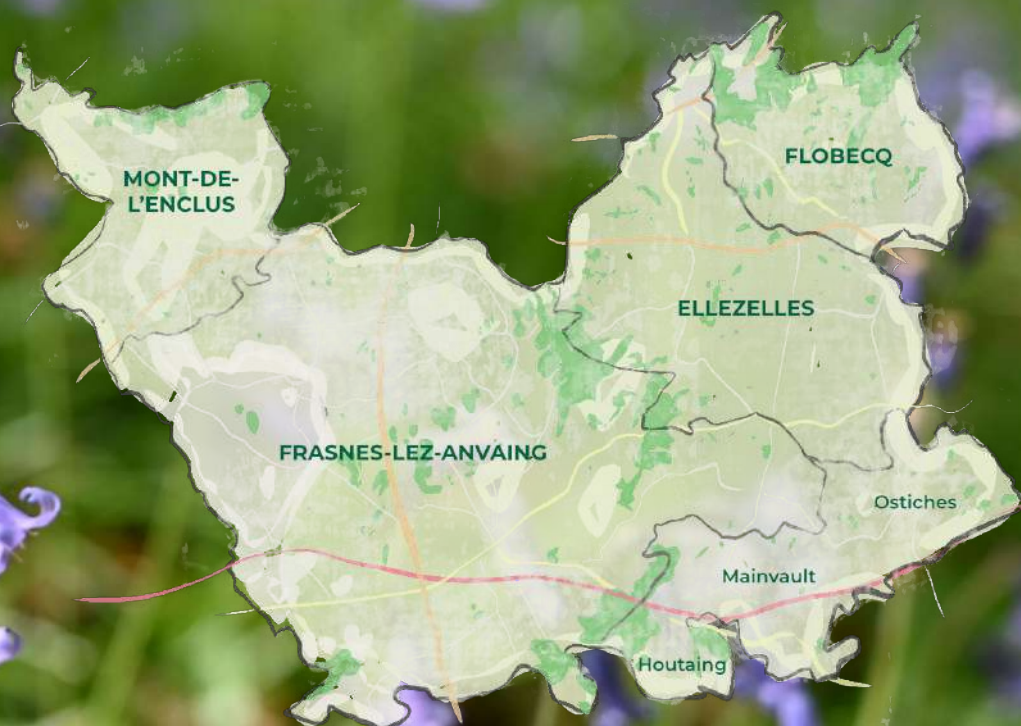 MONT-DE-
L'ENCLUS
FLOBECQ
ELLEZELLES
FRASNES-LEZ-ANVAING
Ostiches
Mainvault
Houtaing